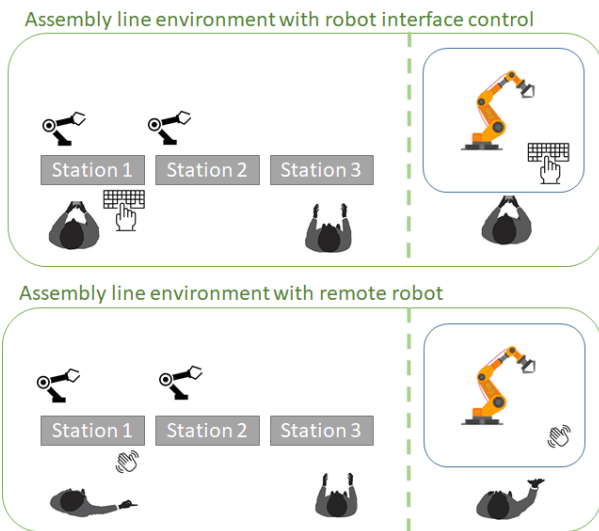 Assembly line environment with robot interface control
Station 1
Station 2
Station 3
Assembly line environment with remote robot
Station 1
Station 2
Station 3